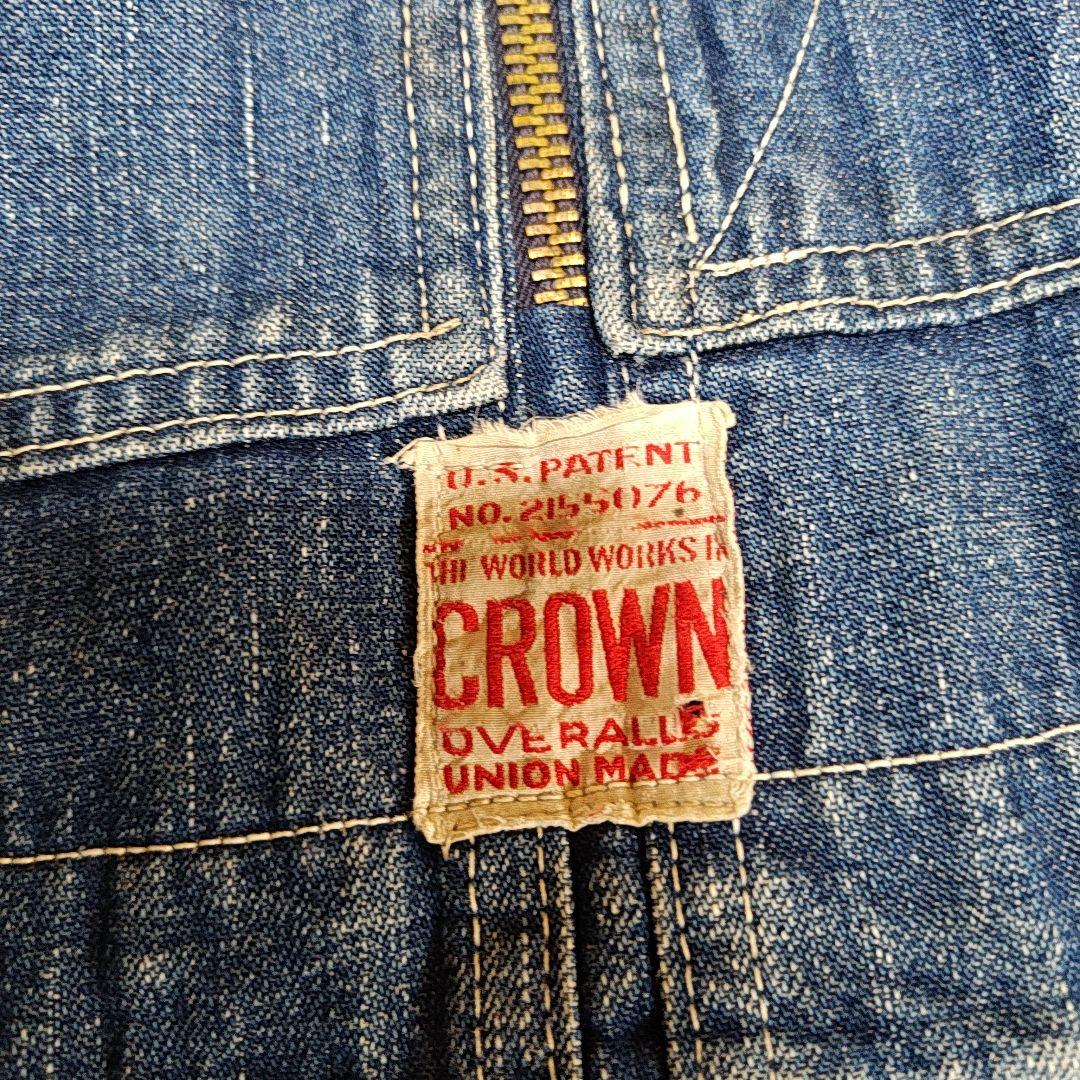 U.S. PATENT
NO. 2155076
THE WORLD WORKS IN
CROWN
OVERALLS
UNION MADE